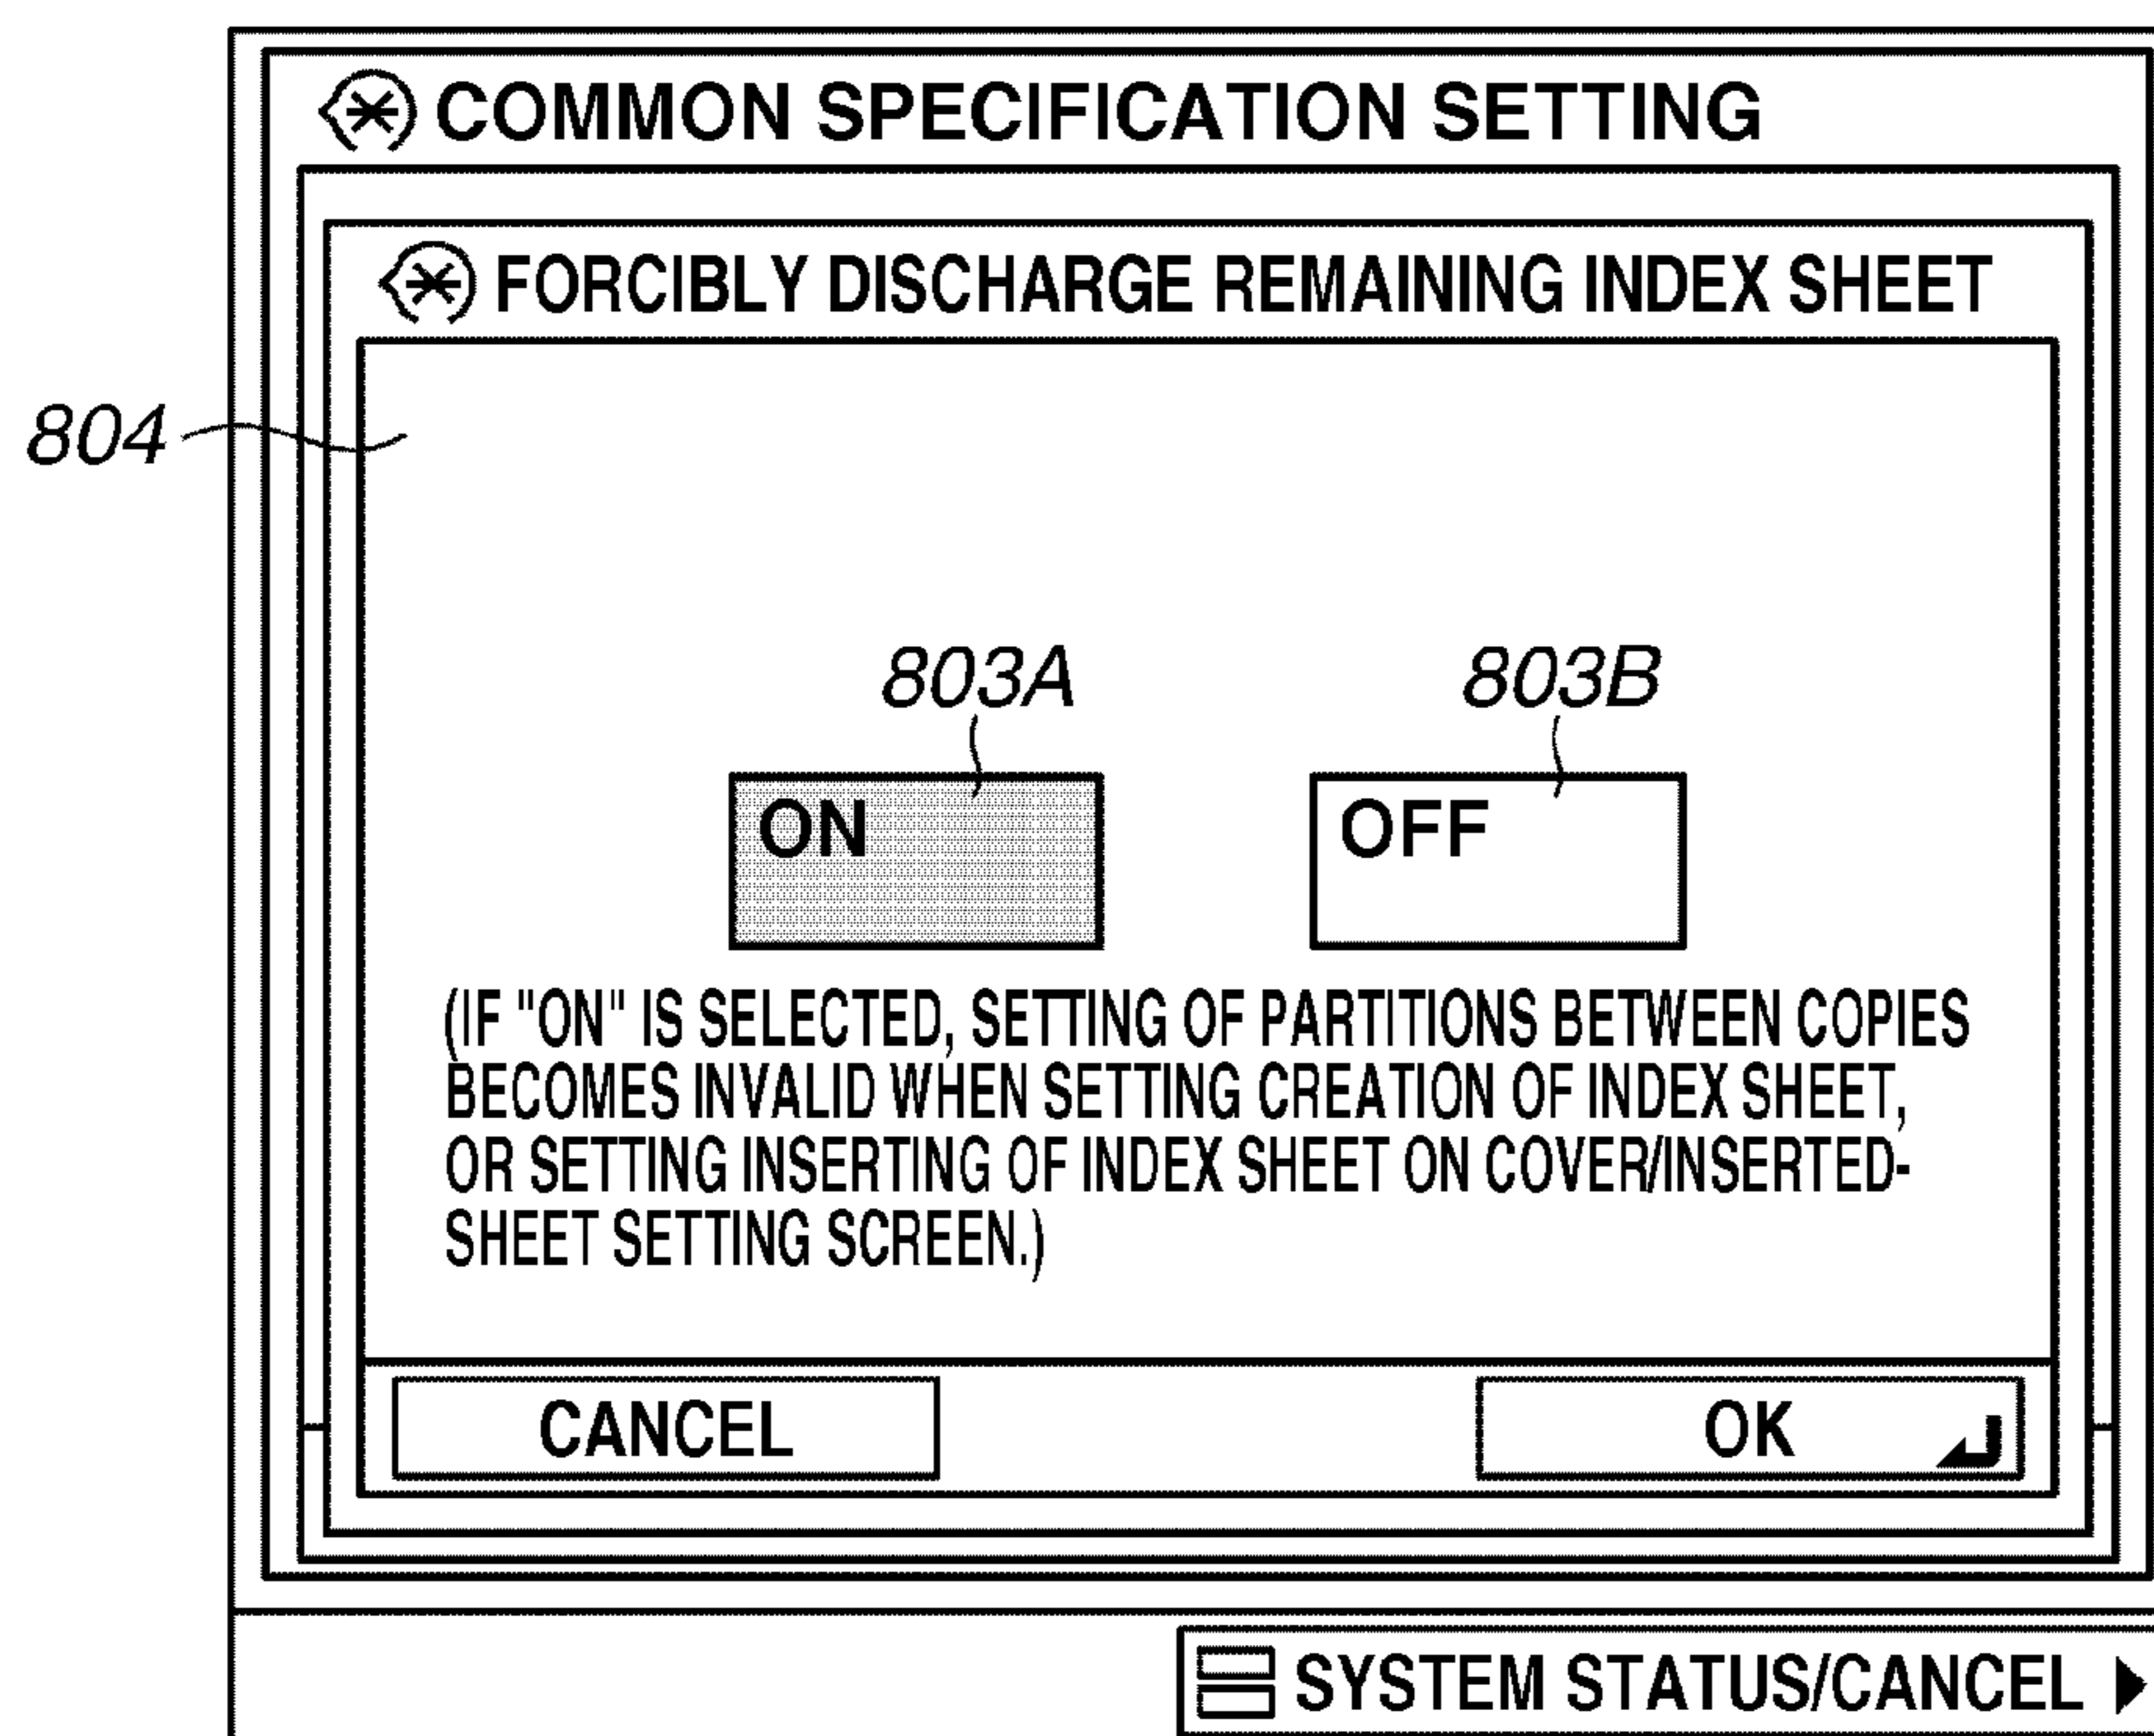 COMMON SPECIFICATION SETTING
FORCIBLY DISCHARGE REMAINING INDEX SHEET
804
803A 803B
ON OFF
(IF "ON" IS SELECTED, SETTING OF PARTITIONS BETWEEN COPIES
BECOMES INVALID WHEN SETTING CREATION OF INDEX SHEET,
OR SETTING INSERTING OF INDEX SHEET ON COVER/INSERTED-
SHEET SETTING SCREEN.)
CANCEL OK
SYSTEM STATUS/CANCEL